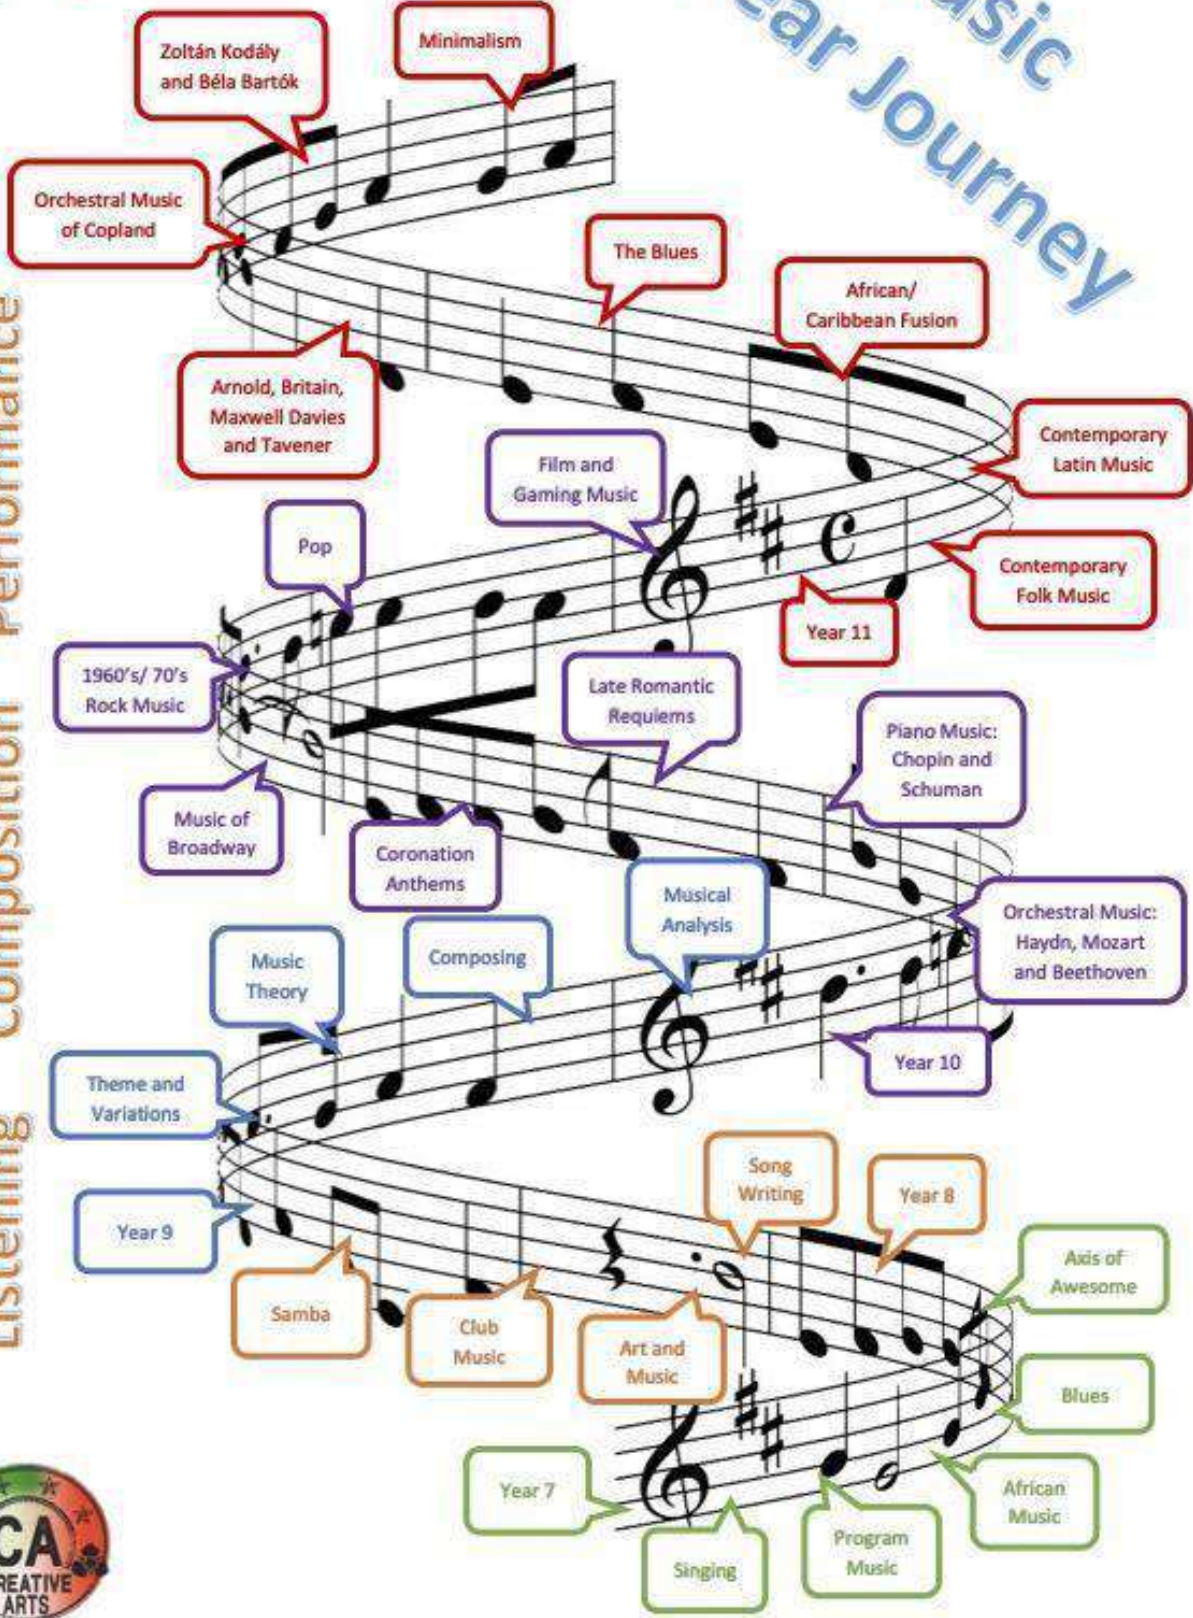 usic
ear Journey
Zoltán Kodály
and Béla Bartók
Minimalism
Orchestral Music
of Copland
The Blues
African/
Caribbean Fusion
Arnold, Britain,
Maxwell Davies
and Tavener
Contemporary
Latin Music
Film and
Gaming Music
Pop
Contemporary
Folk Music
Year 11
1960's/ 70's
Rock Music
Late Romantic
Requiems
Piano Music:
Chopin and
Schuman
Music of
Broadway
Coronation
Anthems
Musical
Analysis
Orchestral Music:
Haydn, Mozart
and Beethoven
Music
Theory
Composing
Year 10
Theme and
Variations
Song
Writing
Year 8
Year 9
Axis of
Awesome
Samba
Club
Music
Art and
Music
Blues
Year 7
African
Music
Singing
Program
Music
Listening Composition Performance
CA
CREATIVE
ARTS